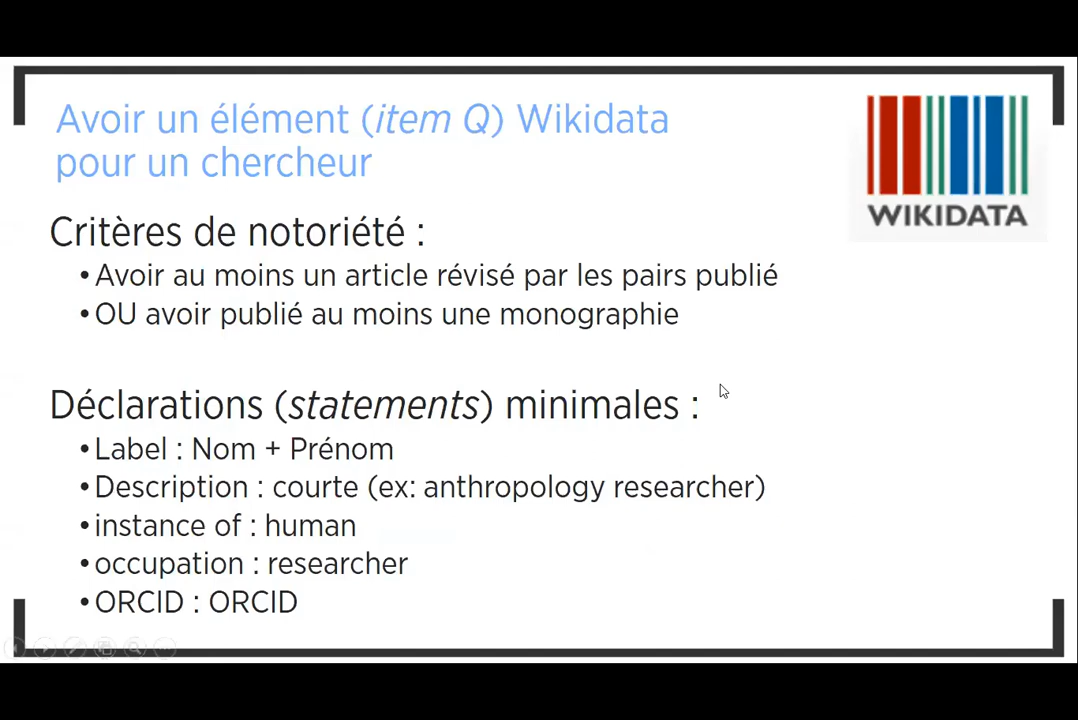 Avoir un élément (item Q) Wikidata
pour un chercheur
WIKIDATA
Critères de notoriété :
•Avoir au moins un article révisé par les pairs publié
•OU avoir publié au moins une monographie
Déclarations (statements) minimales :
•Label : Nom + Prénom
•Description : courte (ex: anthropology researcher)
•instance of : human
•occupation : researcher
•ORCID : ORCID